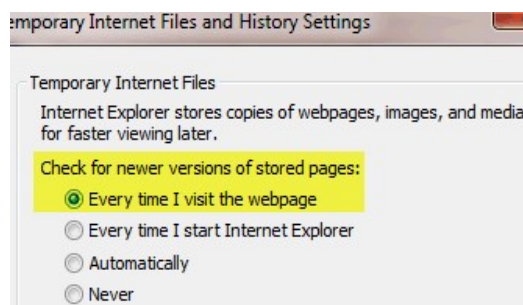 emporary Internet Files and History Settings
Temporary Internet Files
Internet Explorer stores copies of webpages, images, and media
for faster viewing later.
Check for newer versions of stored pages:
Every time I visit the webpage
Every time I start Internet Explorer
Automatically
Never